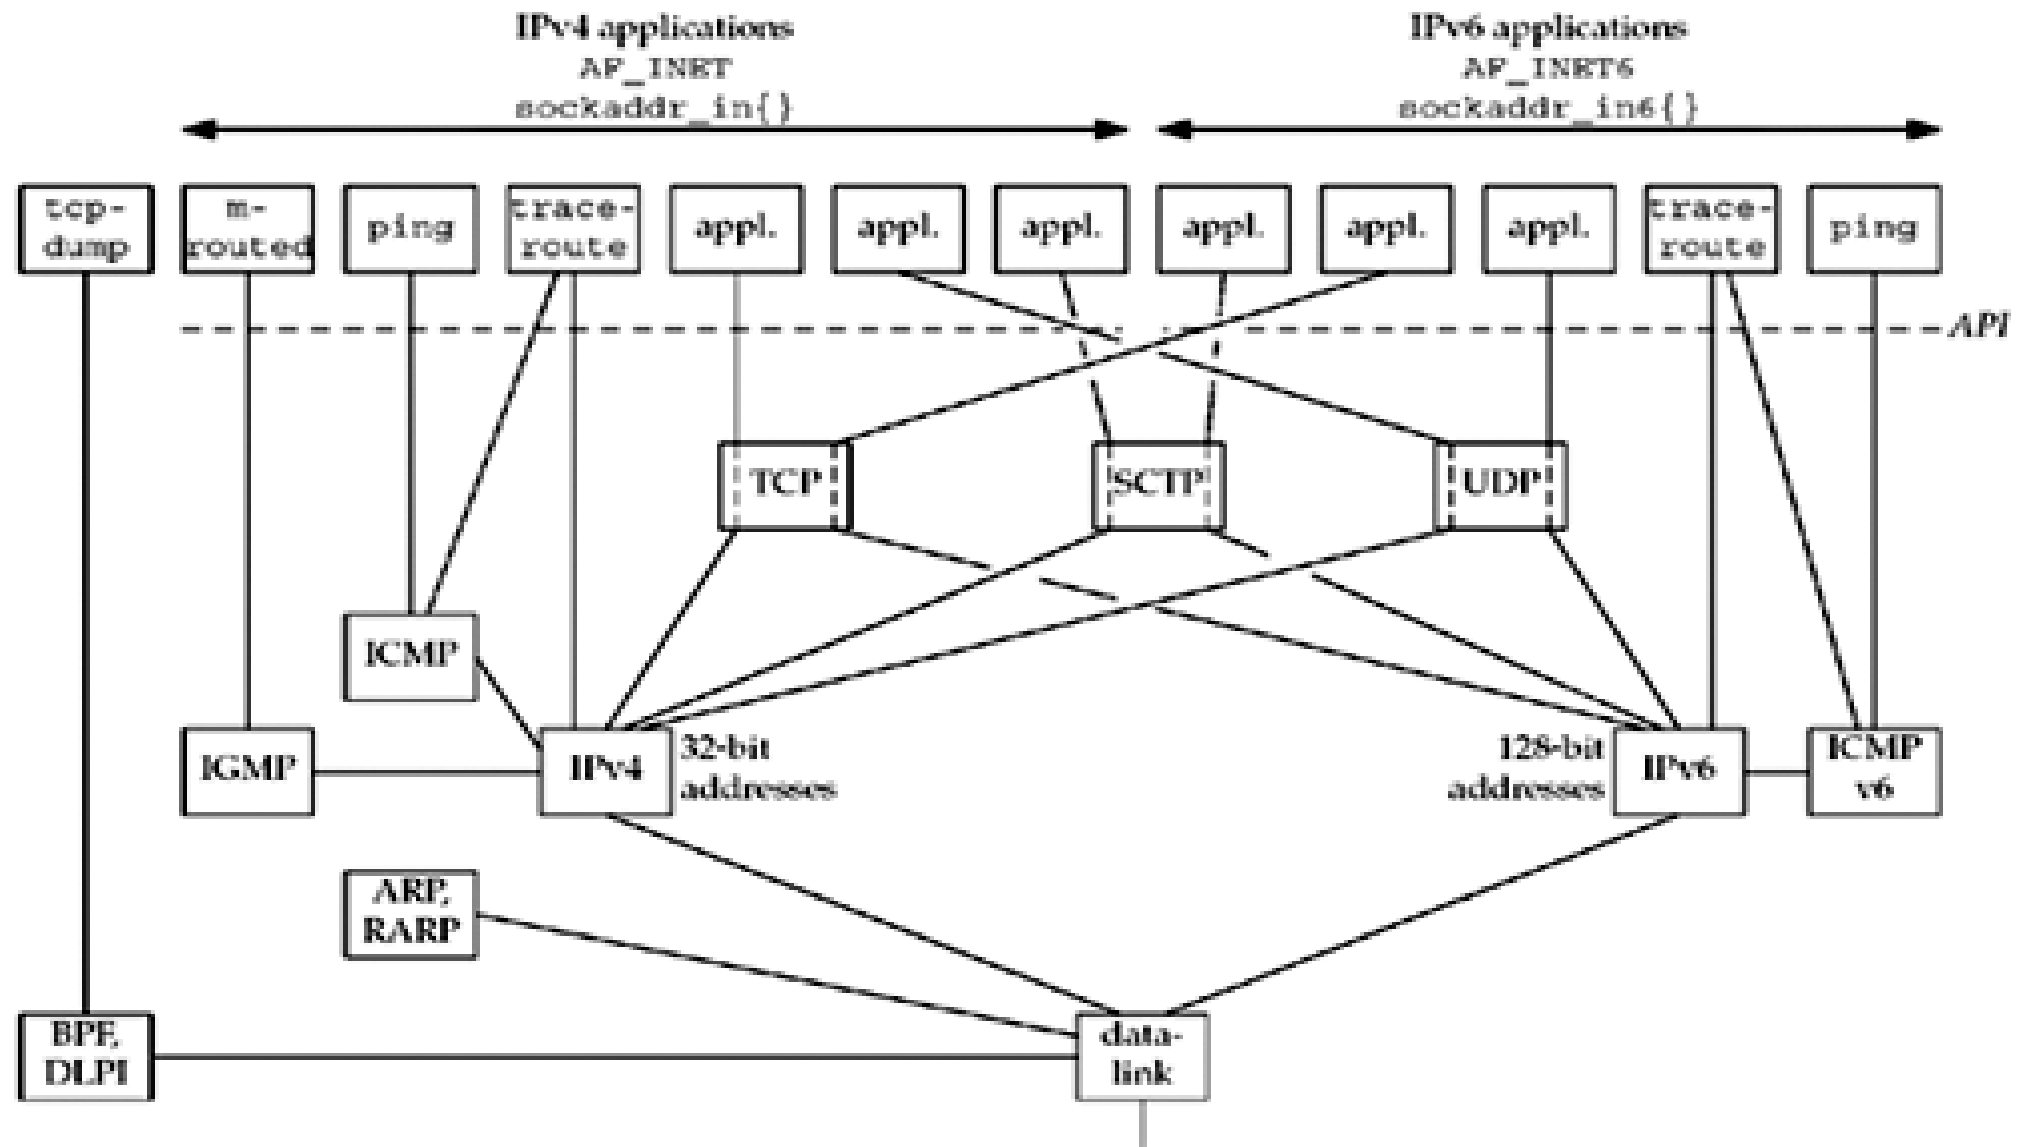 IPv4 applications
AF_INET
sockaddr_in{}
IPv6 applications
AF_INET6
sockaddr_in6{}
tcp-
dump
m-
routed
ping
trace-
route
appl.
appl.
appl.
appl.
appl.
appl.
trace-
route
ping
API
TCP
SCTP
UDP
ICMP
IGMP
IPv4
32-bit
addresses
128-bit
addresses
IPv6
ICMP
v6
ARP,
RARP
BPF,
DLPI
data-
link